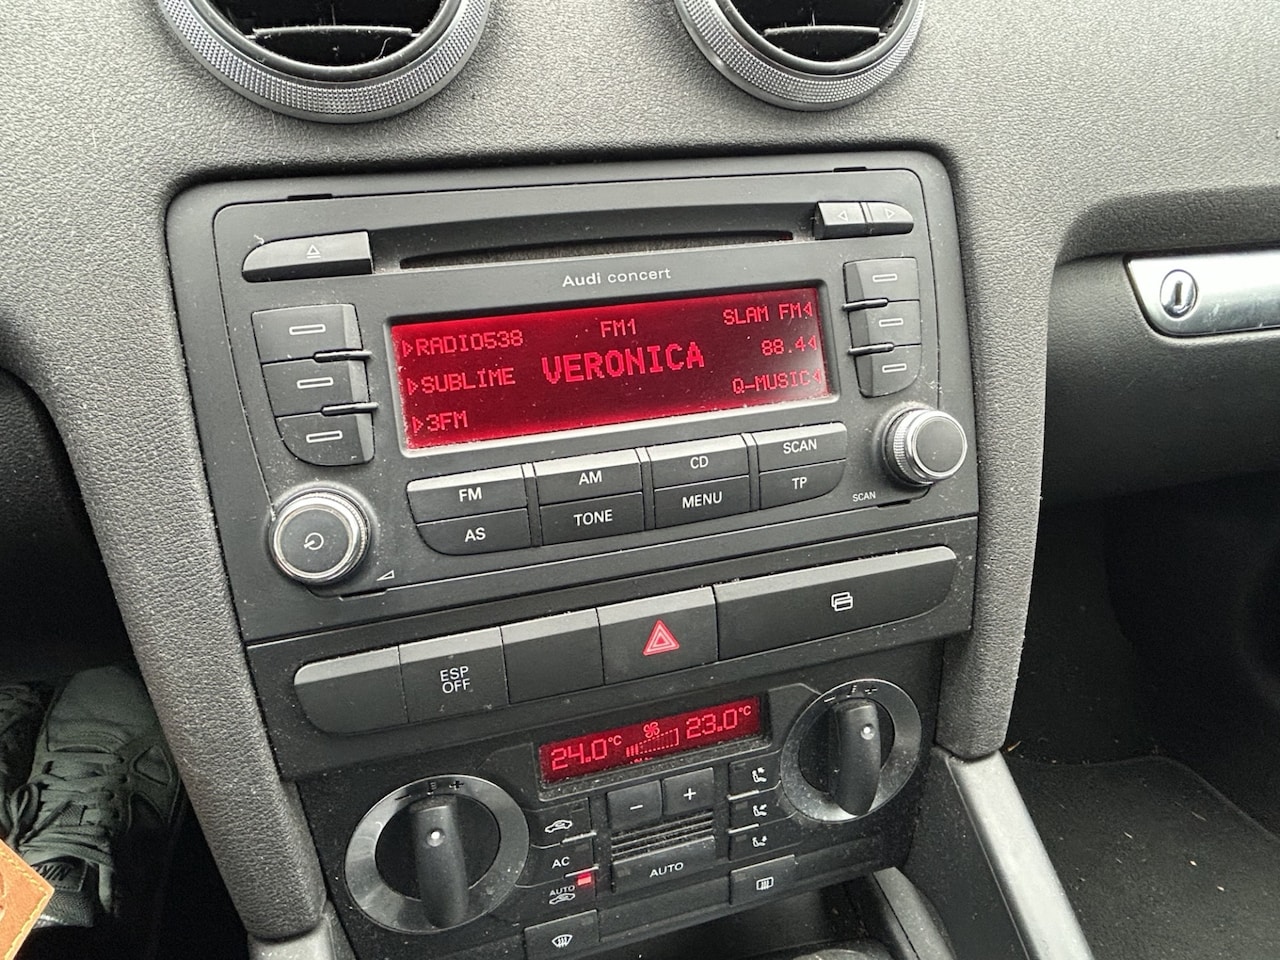 Audi concert
RADIO538
FM1
SLAM FM
SUBLIME
VERONICA
88.4
3FM
Q-MUSIC
FM
AM
CD
SCAN
AS
TONE
MENU
TP
SCAN
ESP
OFF
24.0°C
23.0°C
- +
- +
- +
AC
AUTO
AUTO